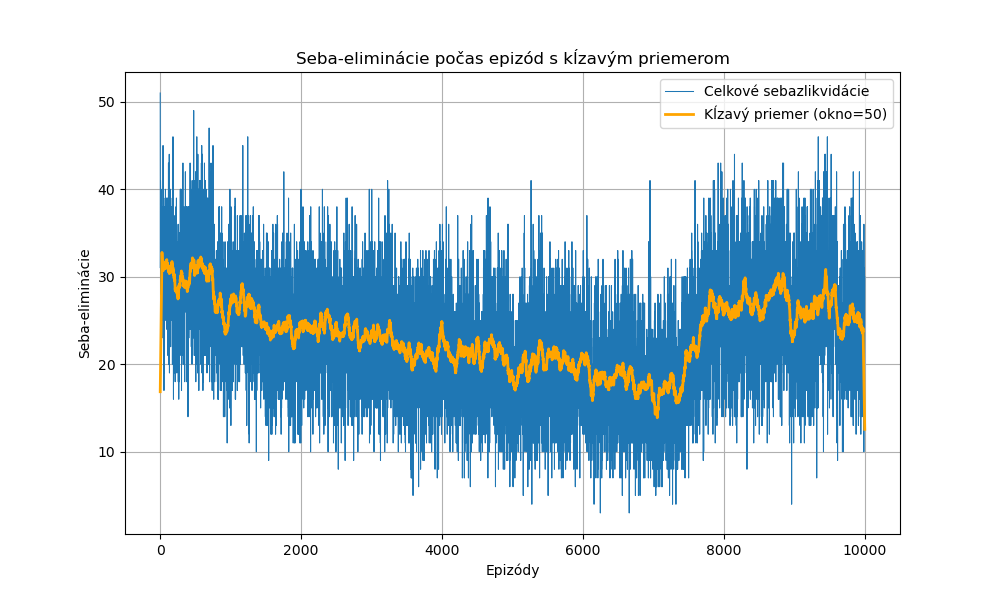 Seba-eliminácie počas epizód s kĺzavým priemerom
Celkové sebazlikvidácie
Kĺzavý priemer (okno=50)
Seba-eliminácie
50
40
30
20
10
0
2000
4000
6000
8000
10000
Epizódy